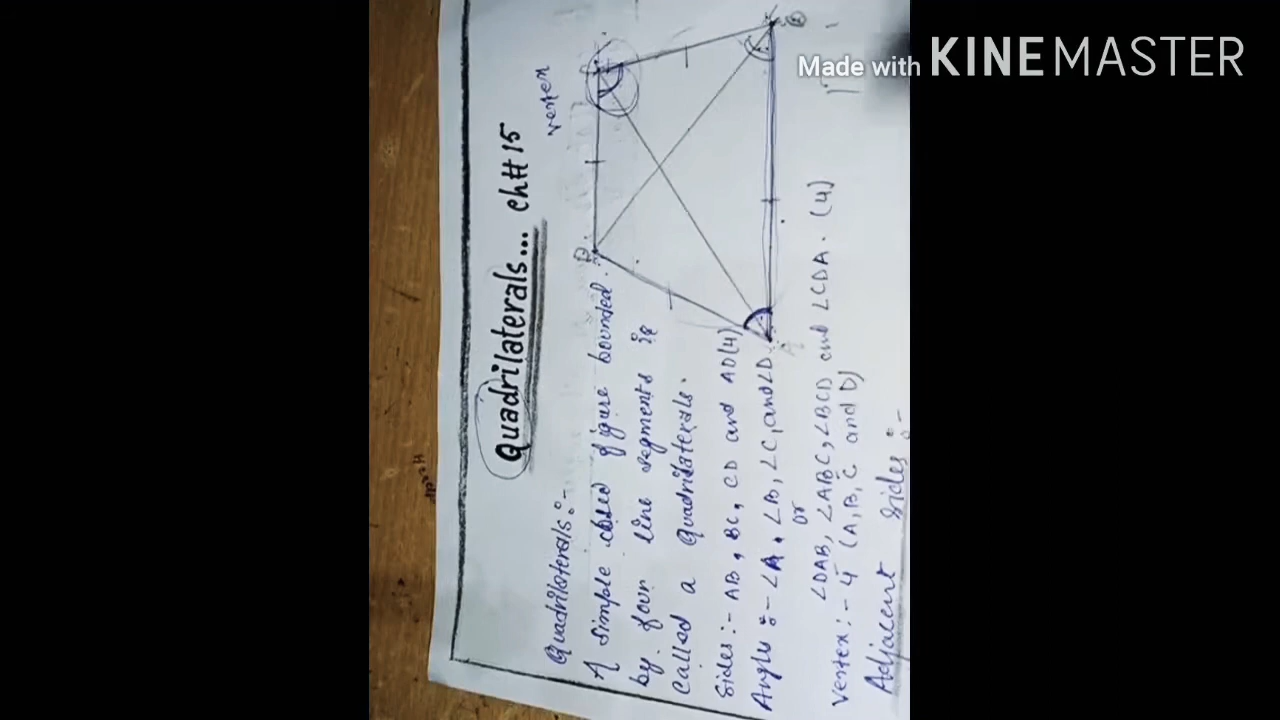 Made with KINEMASTER
Quadrilaterals... ch# 15
Quadrilaterals :-
A simple closed figure bounded.
by four line segments is
called a Quadrilaterals.
Sides :- AB, BC, CD and AD (4)
Angles :- ∠A, ∠B, ∠C, and ∠D
or
∠DAB, ∠ABC, ∠BCD and ∠CDA. (4)
Vertex :- 4 (A, B, C and D)
Adjacent sides :-
vertex
D
A
B